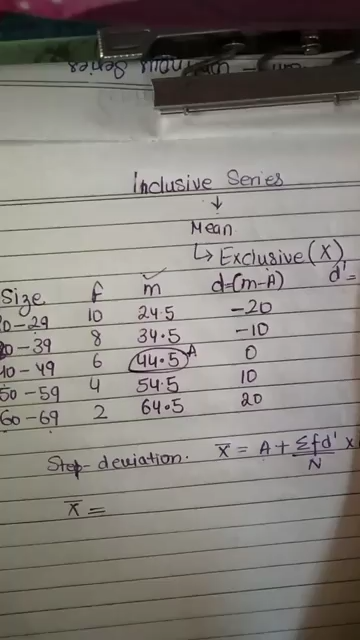 Inclusive Series
↓
Mean
↳ Exclusive (X)
Size f m d=(m-A) d' =
0-29 10 24.5 -20
0-39 8 34.5 -10
40-49 6 44.5 A 0
50-59 4 54.5 10
60-69 2 64.5 20
Step-deviation. x̄ = A + Σfd' x
N
x̄ =